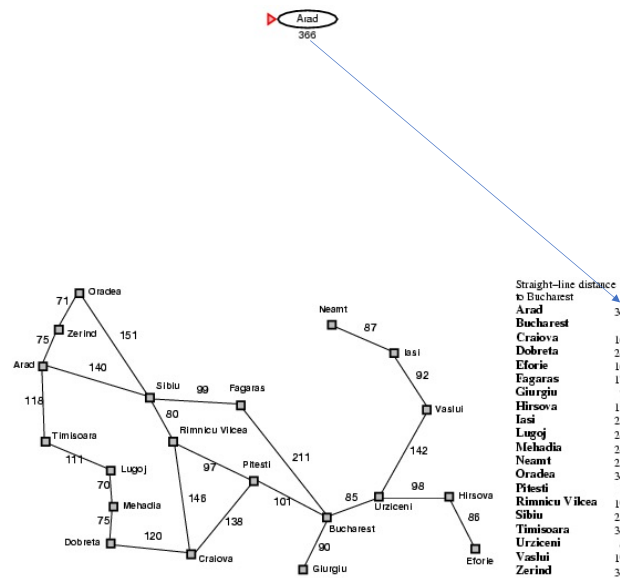 Arad
366
Oradea
71
Zerind
75
151
Arad
140
Sibiu
99
Fagaras
118
80
Rimnicu Vilcea
Timisoara
111
Lugoj
70
Mehadia
75
Dobreta
120
Craiova
146
97
Pitesti
138
101
211
Bucharest
90
Giurgiu
85
Urziceni
98
Hirsova
86
Eforie
142
Vaslui
92
Iasi
87
Neamt
Straight-line distance
to Bucharest
Arad
Bucharest
Craiova
Dobreta
Eforie
Fagaras
Giurgiu
Hirsova
Iasi
Lugoj
Mehadia
Neamt
Oradea
Pitesti
Rimnicu Vilcea
Sibiu
Timisoara
Urziceni
Vaslui
Zerind